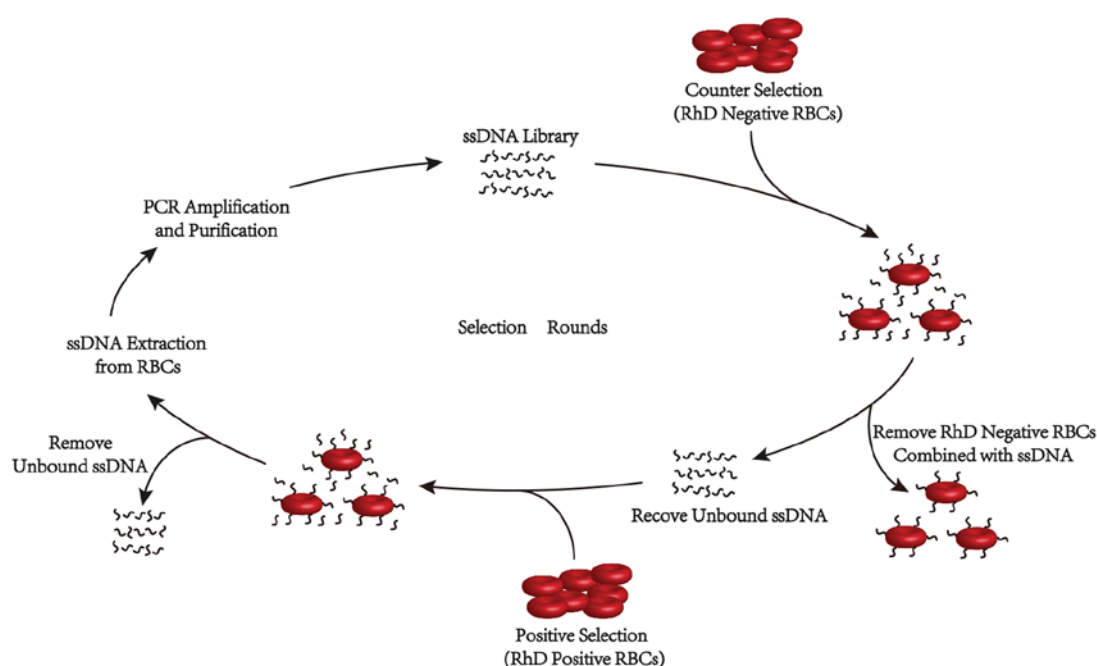 Counter Selection
(RhD Negative RBCs)
ssDNA Library
PCR Amplification
and Purification
Selection Rounds
ssDNA Extraction
from RBCs
Remove
Unbound ssDNA
Remove RhD Negative RBCs
Combined with ssDNA
Recove Unbound ssDNA
Positive Selection
(RhD Positive RBCs)